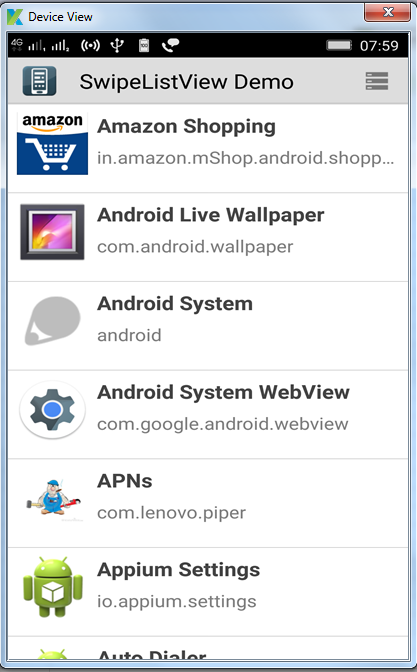 Device View
4G
100
07:59
SwipeListView Demo
amazon
Amazon Shopping
in.amazon.mShop.android.shopp...
Android Live Wallpaper
com.android.wallpaper
Android System
android
Android System WebView
com.google.android.webview
APNs
com.lenovo.piper
Appium Settings
io.appium.settings
Auto Dialer